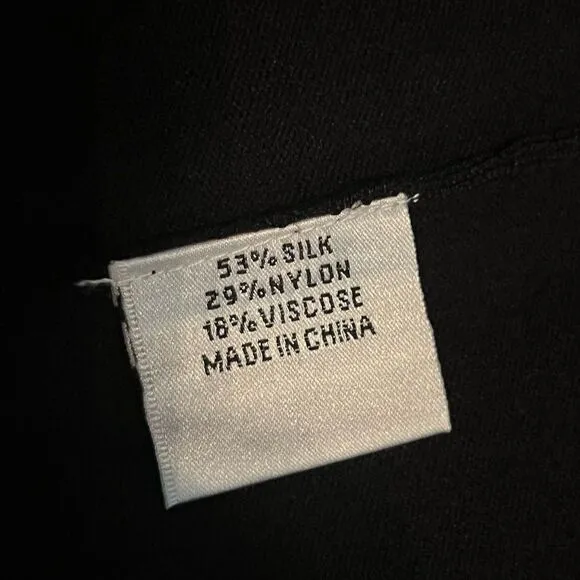 53% SILK
29% NYLON
18% VISCOSE
MADE IN CHINA